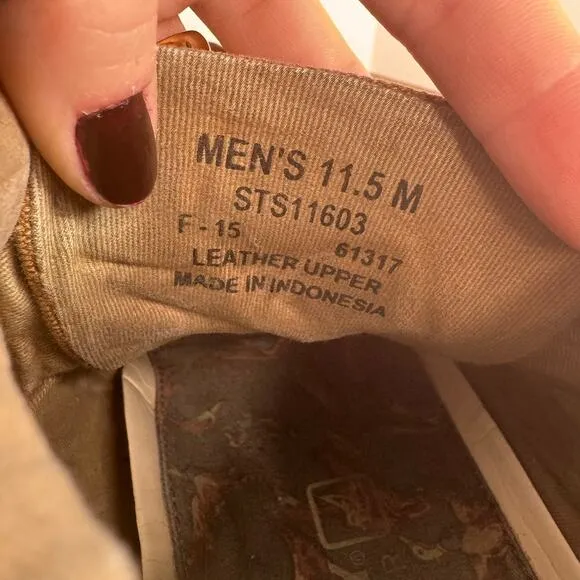 MEN'S 11.5 M
STS11603
F-15 61317
LEATHER UPPER
MADE IN INDONESIA